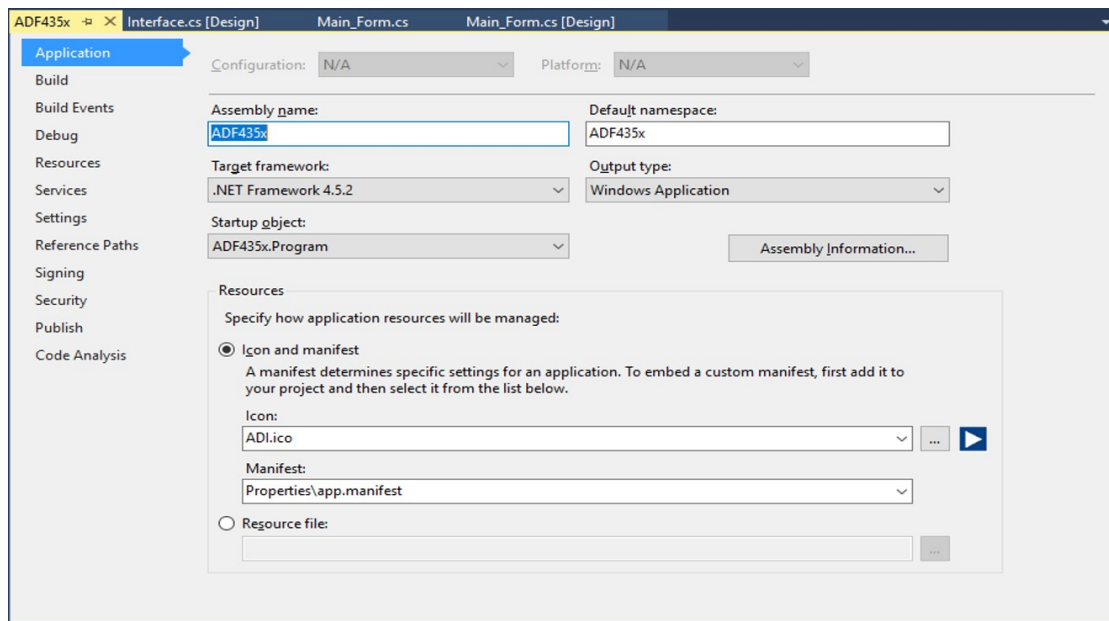 ADF435x
Interface.cs [Design]
Main_Form.cs
Main_Form.cs [Design]
Application
Build
Build Events
Debug
Resources
Services
Settings
Reference Paths
Signing
Security
Publish
Code Analysis
Configuration: N/A
Platform: N/A
Assembly name:
ADF435x
Default namespace:
ADF435x
Target framework:
.NET Framework 4.5.2
Output type:
Windows Application
Startup object:
ADF435x.Program
Assembly Information...
Resources
Specify how application resources will be managed:
Icon and manifest
A manifest determines specific settings for an application. To embed a custom manifest, first add it to
your project and then select it from the list below.
Icon:
ADI.ico
...
Manifest:
Properties\app.manifest
Resource file:
...